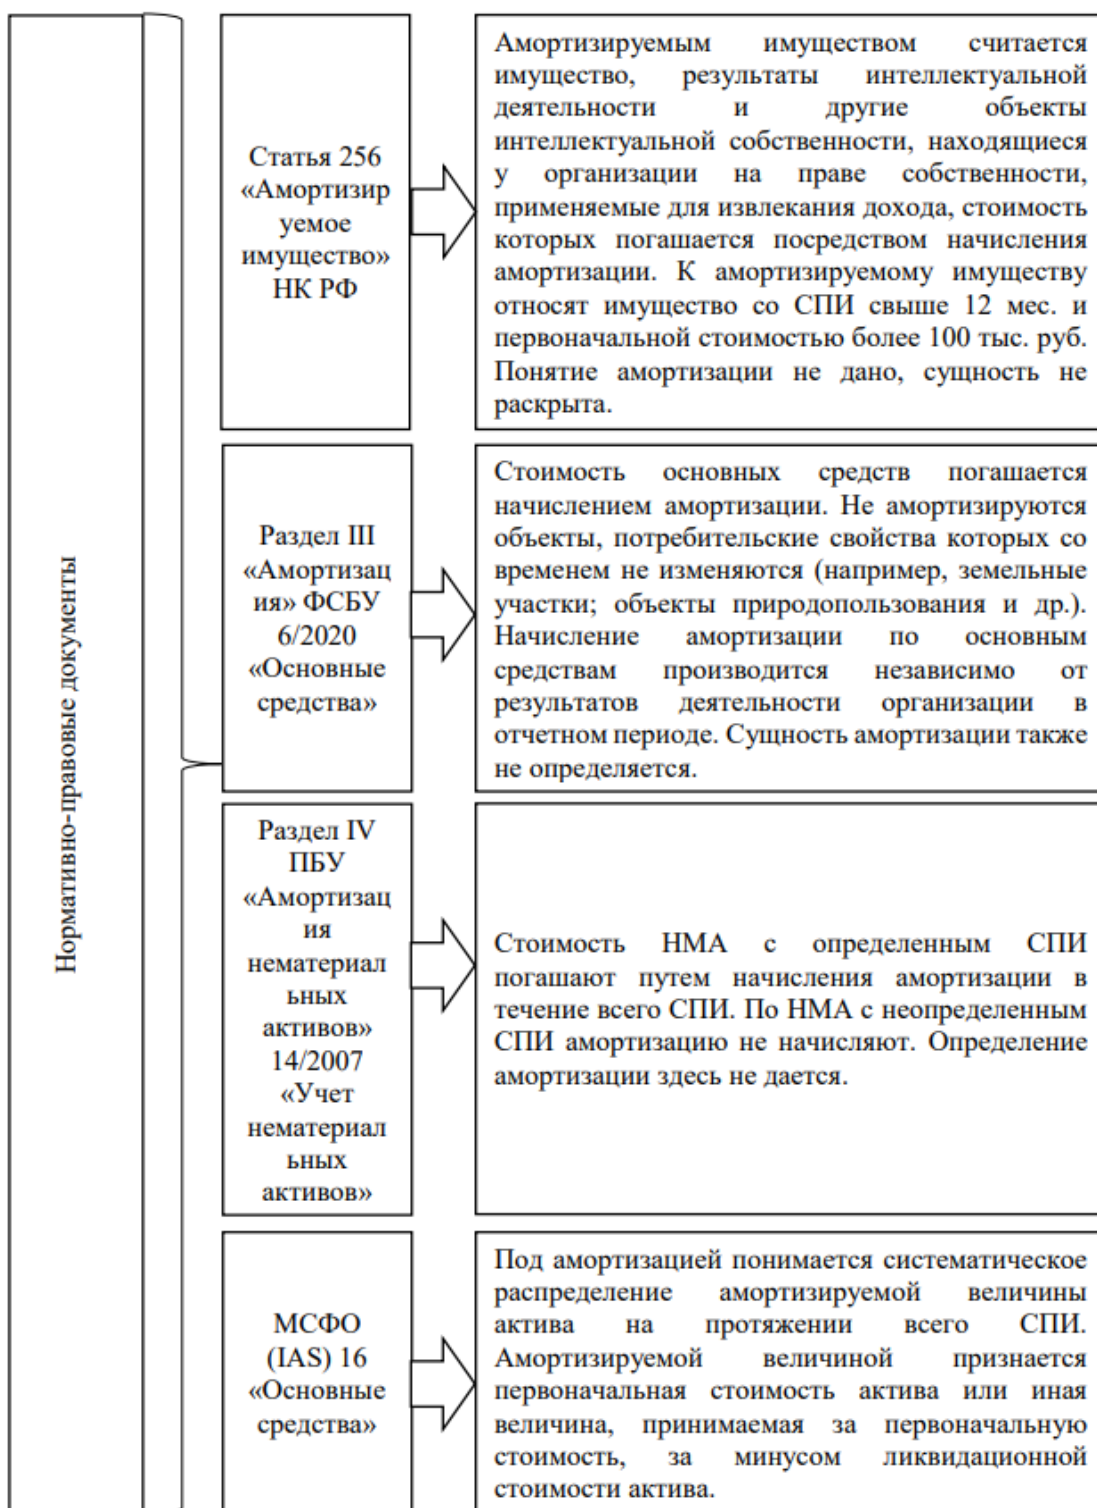 Нормативно-правовые документы
Статья 256
«Амортизир
уемое
имущество»
НК РФ
Амортизируемым имуществом считается
имущество, результаты интеллектуальной
деятельности и другие объекты
интеллектуальной собственности, находящиеся
у организации на праве собственности,
применяемые для извлекания дохода, стоимость
которых погашается посредством начисления
амортизации. К амортизируемому имуществу
относят имущество со СПИ свыше 12 мес. и
первоначальной стоимостью более 100 тыс. руб.
Понятие амортизации не дано, сущность не
раскрыта.
Раздел III
«Амортизац
ия» ФСБУ
6/2020
«Основные
средства»
Стоимость основных средств погашается
начислением амортизации. Не амортизируются
объекты, потребительские свойства которых со
временем не изменяются (например, земельные
участки; объекты природопользования и др.).
Начисление амортизации по основным
средствам производится независимо от
результатов деятельности организации в
отчетном периоде. Сущность амортизации также
не определяется.
Раздел IV
ПБУ
«Амортизац
ия
нематериал
ьных
активов»
14/2007
«Учет
нематериал
ьных
активов»
Стоимость НМА с определенным СПИ
погашают путем начисления амортизации в
течение всего СПИ. По НМА с неопределенным
СПИ амортизацию не начисляют. Определение
амортизации здесь не дается.
МСФО
(IAS) 16
«Основные
средства»
Под амортизацией понимается систематическое
распределение амортизируемой величины
актива на протяжении всего СПИ.
Амортизируемой величиной признается
первоначальная стоимость актива или иная
величина, принимаемая за первоначальную
стоимость, за минусом ликвидационной
стоимости актива.